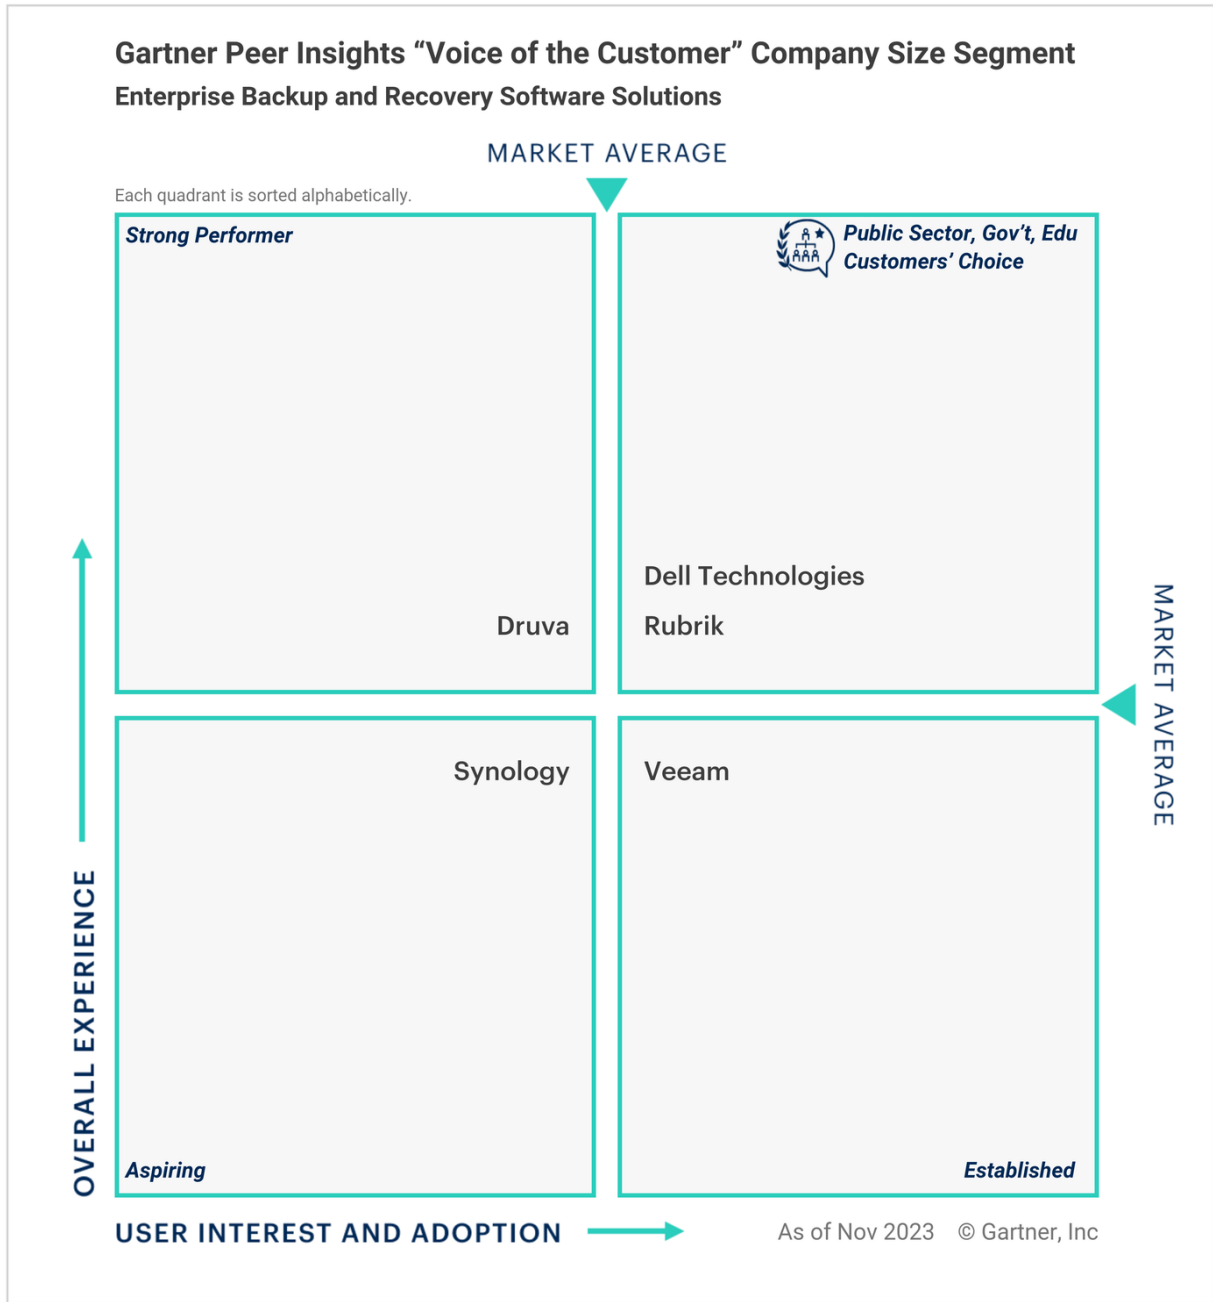 Gartner Peer Insights “Voice of the Customer” Company Size Segment
Enterprise Backup and Recovery Software Solutions
MARKET AVERAGE
Each quadrant is sorted alphabetically.
Strong Performer
Public Sector, Gov’t, Edu
Customers’ Choice
Dell Technologies
Druva
Rubrik
MARKET AVERAGE
Synology
Veeam
OVERALL EXPERIENCE
Aspiring
Established
USER INTEREST AND ADOPTION
As of Nov 2023 © Gartner, Inc